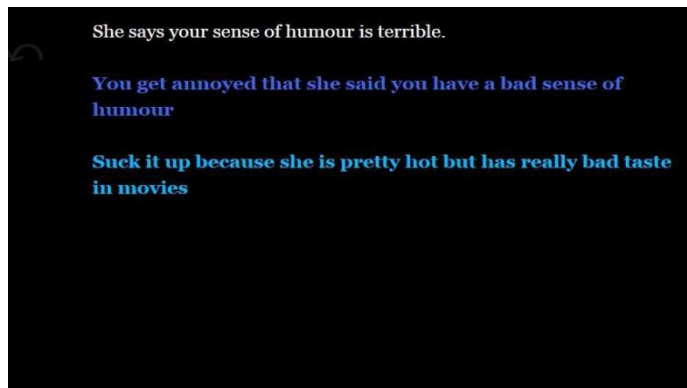 She says your sense of humour is terrible.
You get annoyed that she said you have a bad sense of
humour
Suck it up because she is pretty hot but has really bad taste
in movies